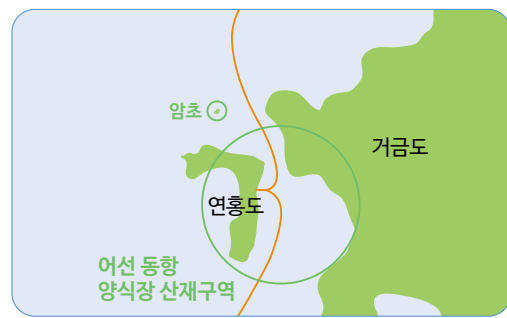 암초
거금도
연홍도
어선 동항
양식장 산재구역